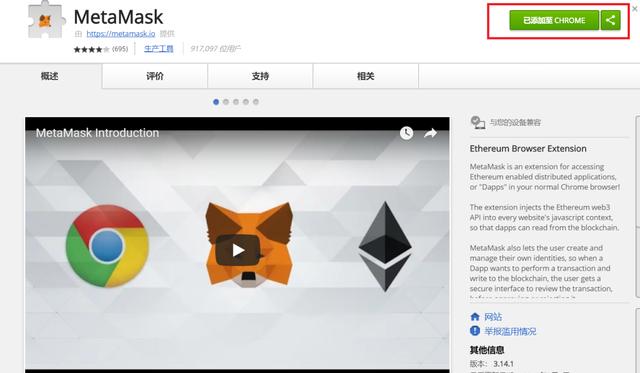 MetaMask
由 https://metamask.io 提供
(695) 生产工具 917,097 位用户
已添加至 CHROME
概述 评价 支持 相关
MetaMask Introduction
与您的设备兼容
Ethereum Browser Extension
MetaMask is an extension for accessing
Ethereum enabled distributed applications,
or "Dapps" in your normal Chrome browser!
The extension injects the Ethereum web3
API into every website's javascript context,
so that dapps can read from the blockchain.
MetaMask also lets the user create and
manage their own identities, so when a
Dapp wants to perform a transaction and
write to the blockchain, the user gets a
secure interface to review the transaction,
before approving or rejecting it.
网站
举报滥用情况
其他信息
版本： 3.14.1